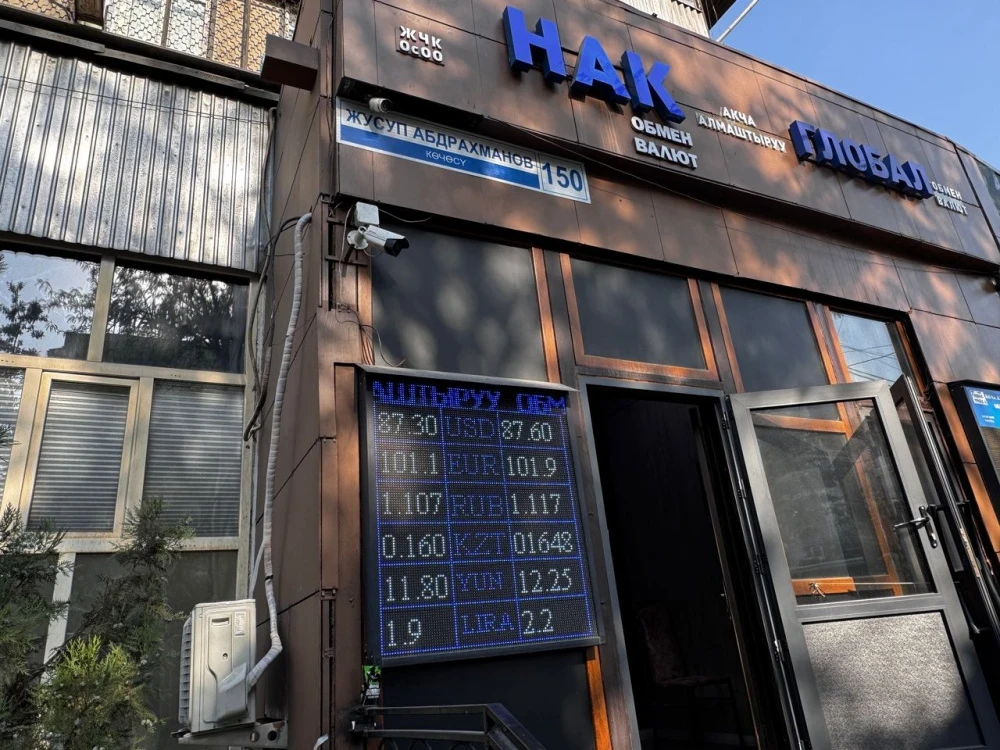 ЖЧК
ОсОО
НАК
ОБМЕН
ВАЛЮТ
АКЧА
АЛМАШТЫРУУ
ГЛОБАЛ
ОБМЕН
ВАЛЮТ
ЖУСУП АБДРАХМАНОВ
КӨЧӨСҮ
150
АШТЫРУУ ОБМ
87.30 USD 87.60
101.1 EUR 101.9
1.107 RUB 1.117
0.160 KZT 01648
11.80 YUN 12.25
1.9 LIRA 2.2